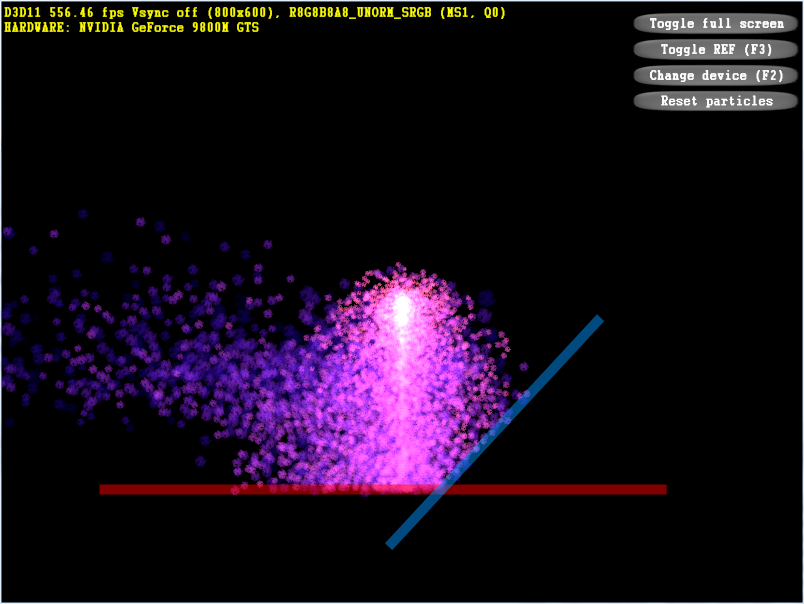 D3D11 556.46 fps Vsync off (800x600), R8G8B8A8_UNORM_SRGB (MS1, Q0)
HARDWARE: NVIDIA GeForce 9800M GTS
Toggle full screen
Toggle REF (F3)
Change device (F2)
Reset particles